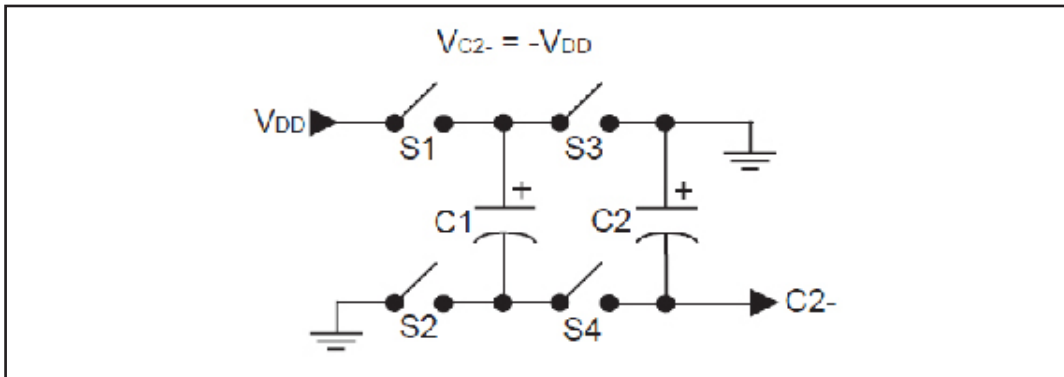 VC2- = -VDD
VDD
S1
S3
+
+
C1
C2
S2
S4
C2-